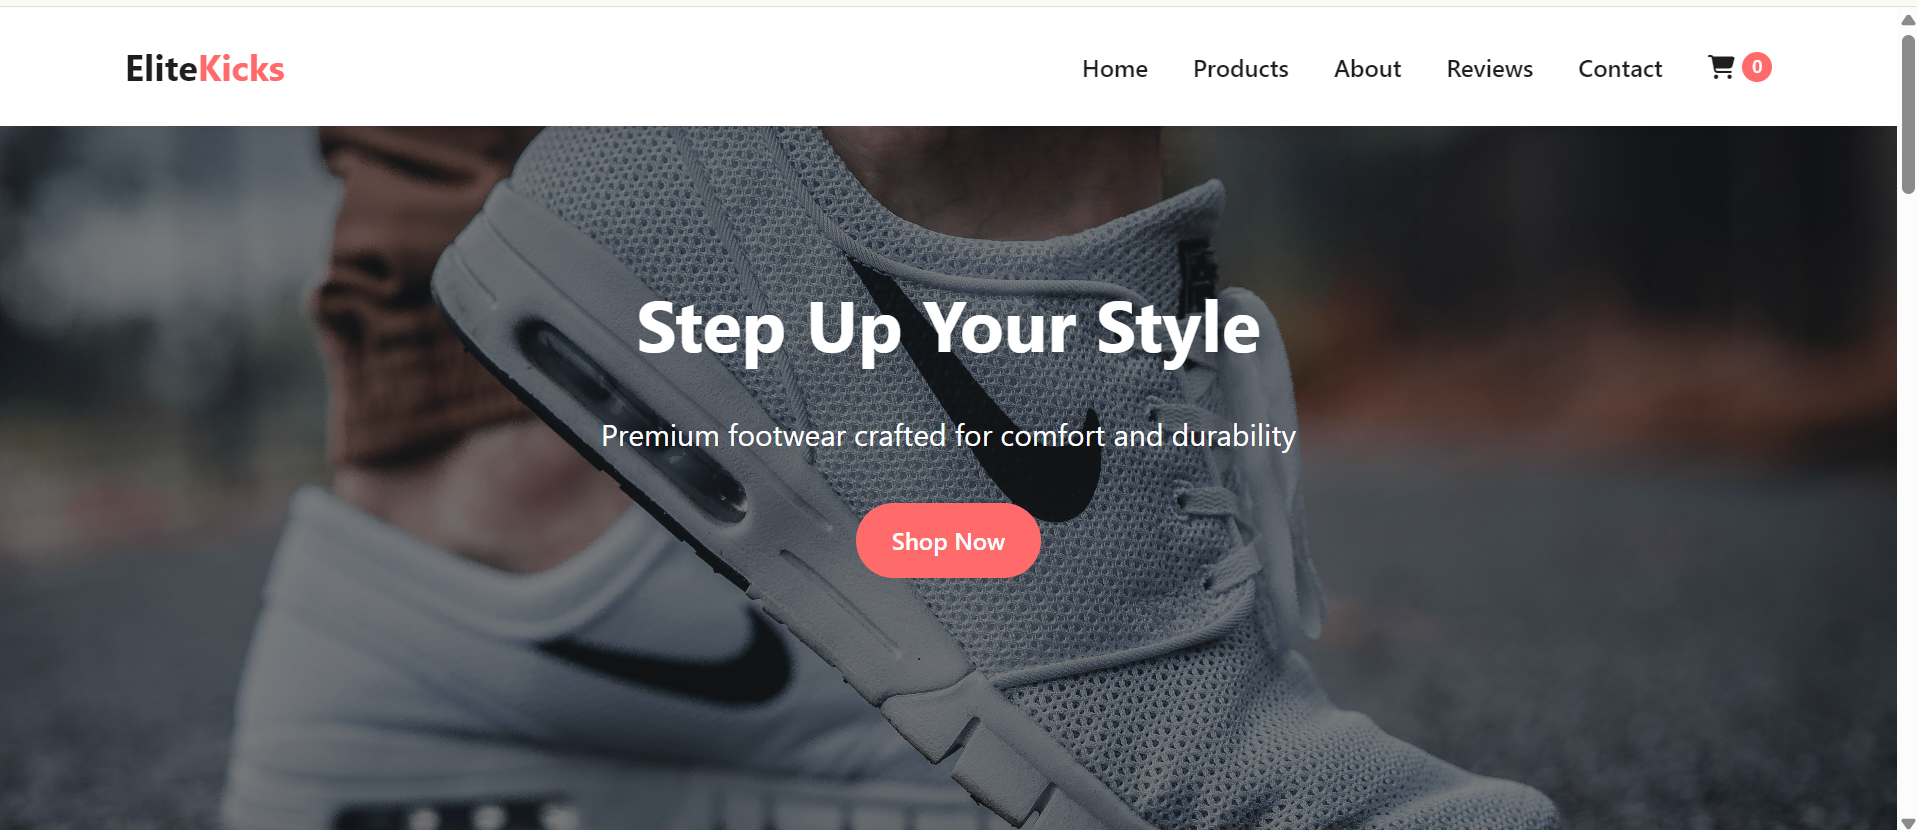 EliteKicks
Home Products About Reviews Contact 0
Step Up Your Style
Premium footwear crafted for comfort and durability
Shop Now